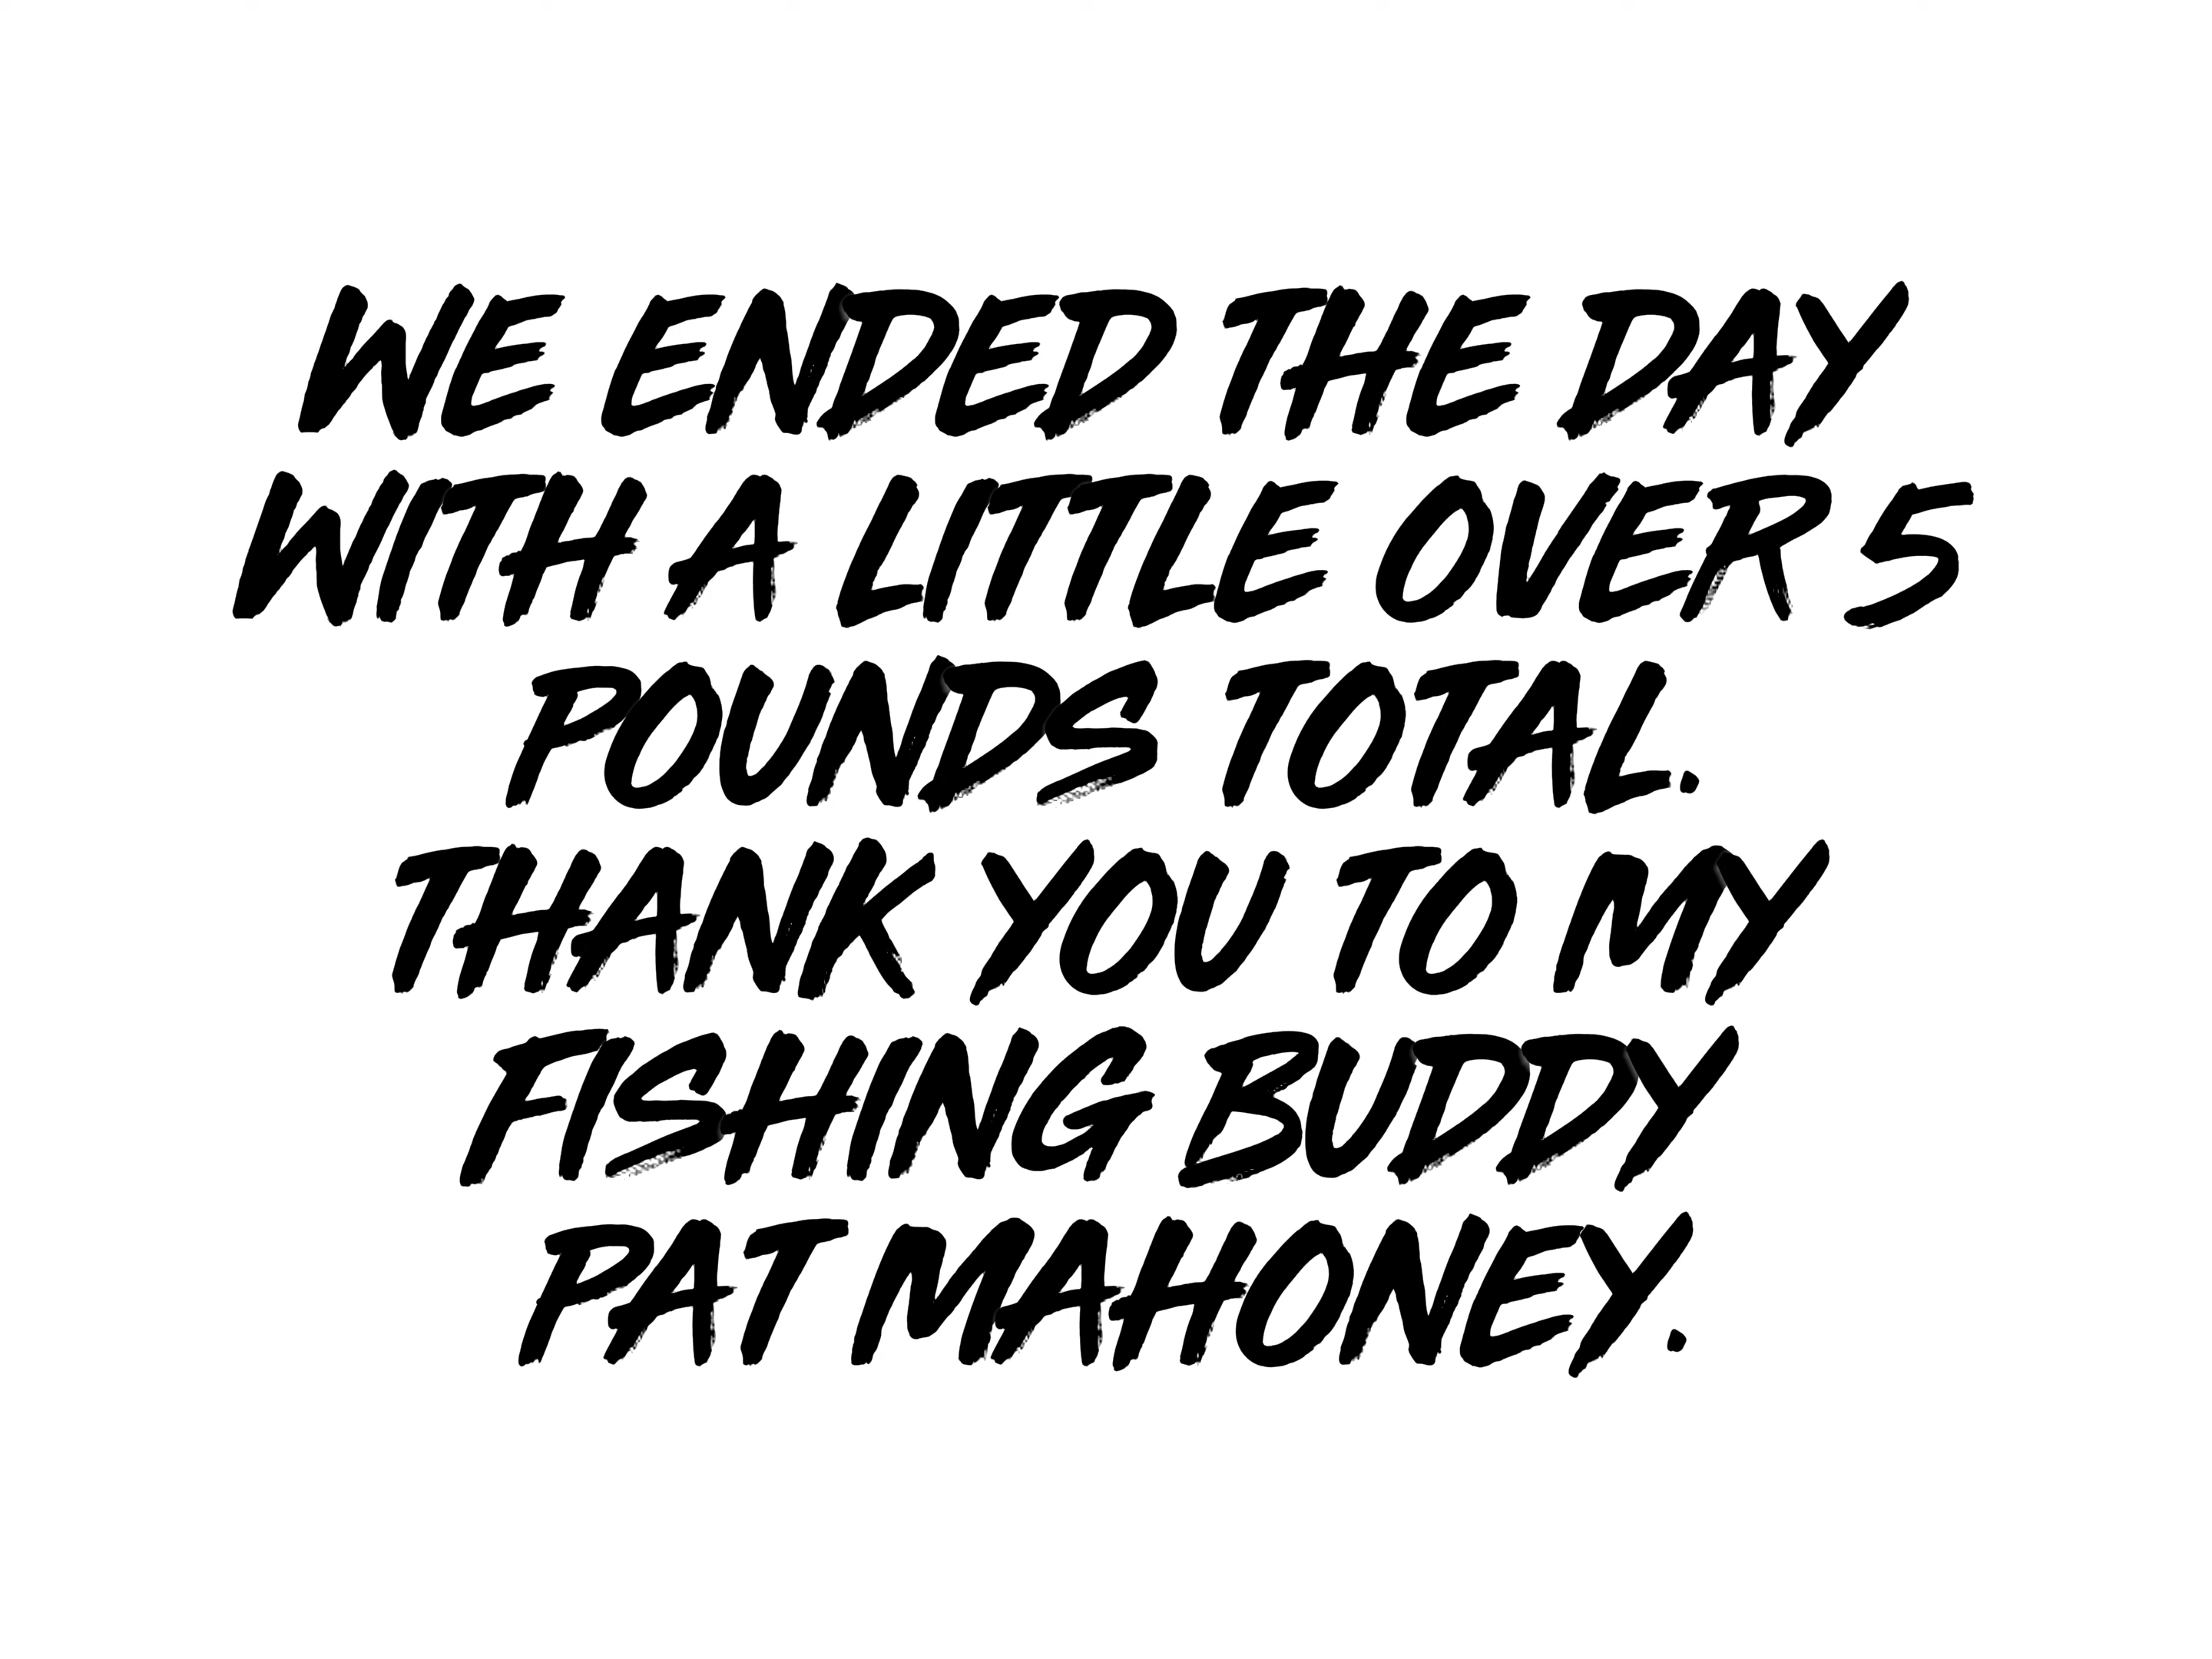 WE ENDED THE DAY
WITH A LITTLE OVER 5
POUNDS TOTAL.
THANK YOU TO MY
FISHING BUDDY
PAT MAHONEY.